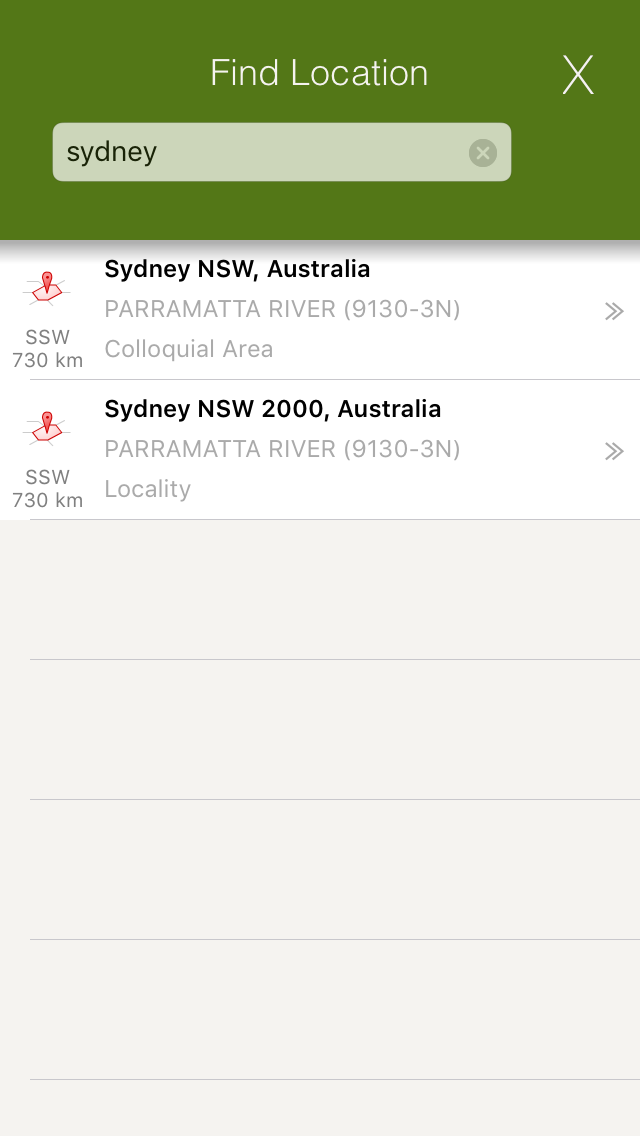 Find Location
X
sydney
Sydney NSW, Australia
PARRAMATTA RIVER (9130-3N)
Colloquial Area
SSW
730 km
Sydney NSW 2000, Australia
PARRAMATTA RIVER (9130-3N)
Locality
SSW
730 km